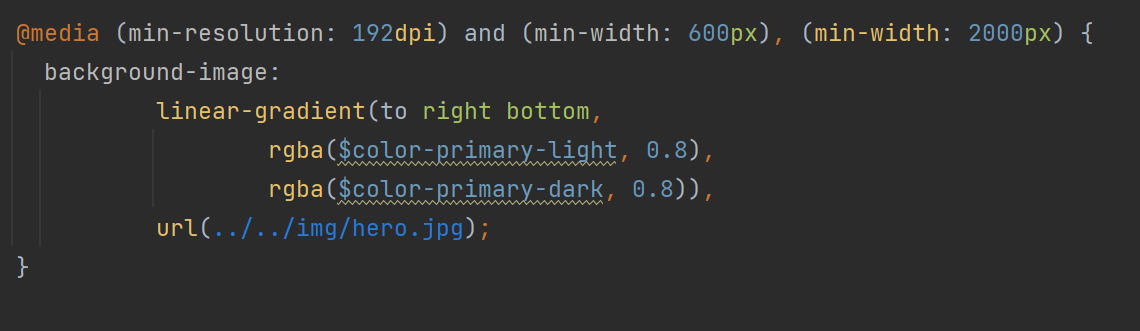 @media (min-resolution: 192dpi) and (min-width: 600px), (min-width: 2000px) {
  background-image:
          linear-gradient(to right bottom,
                  rgba($color-primary-light, 0.8),
                  rgba($color-primary-dark, 0.8)),
          url(../../img/hero.jpg);
}